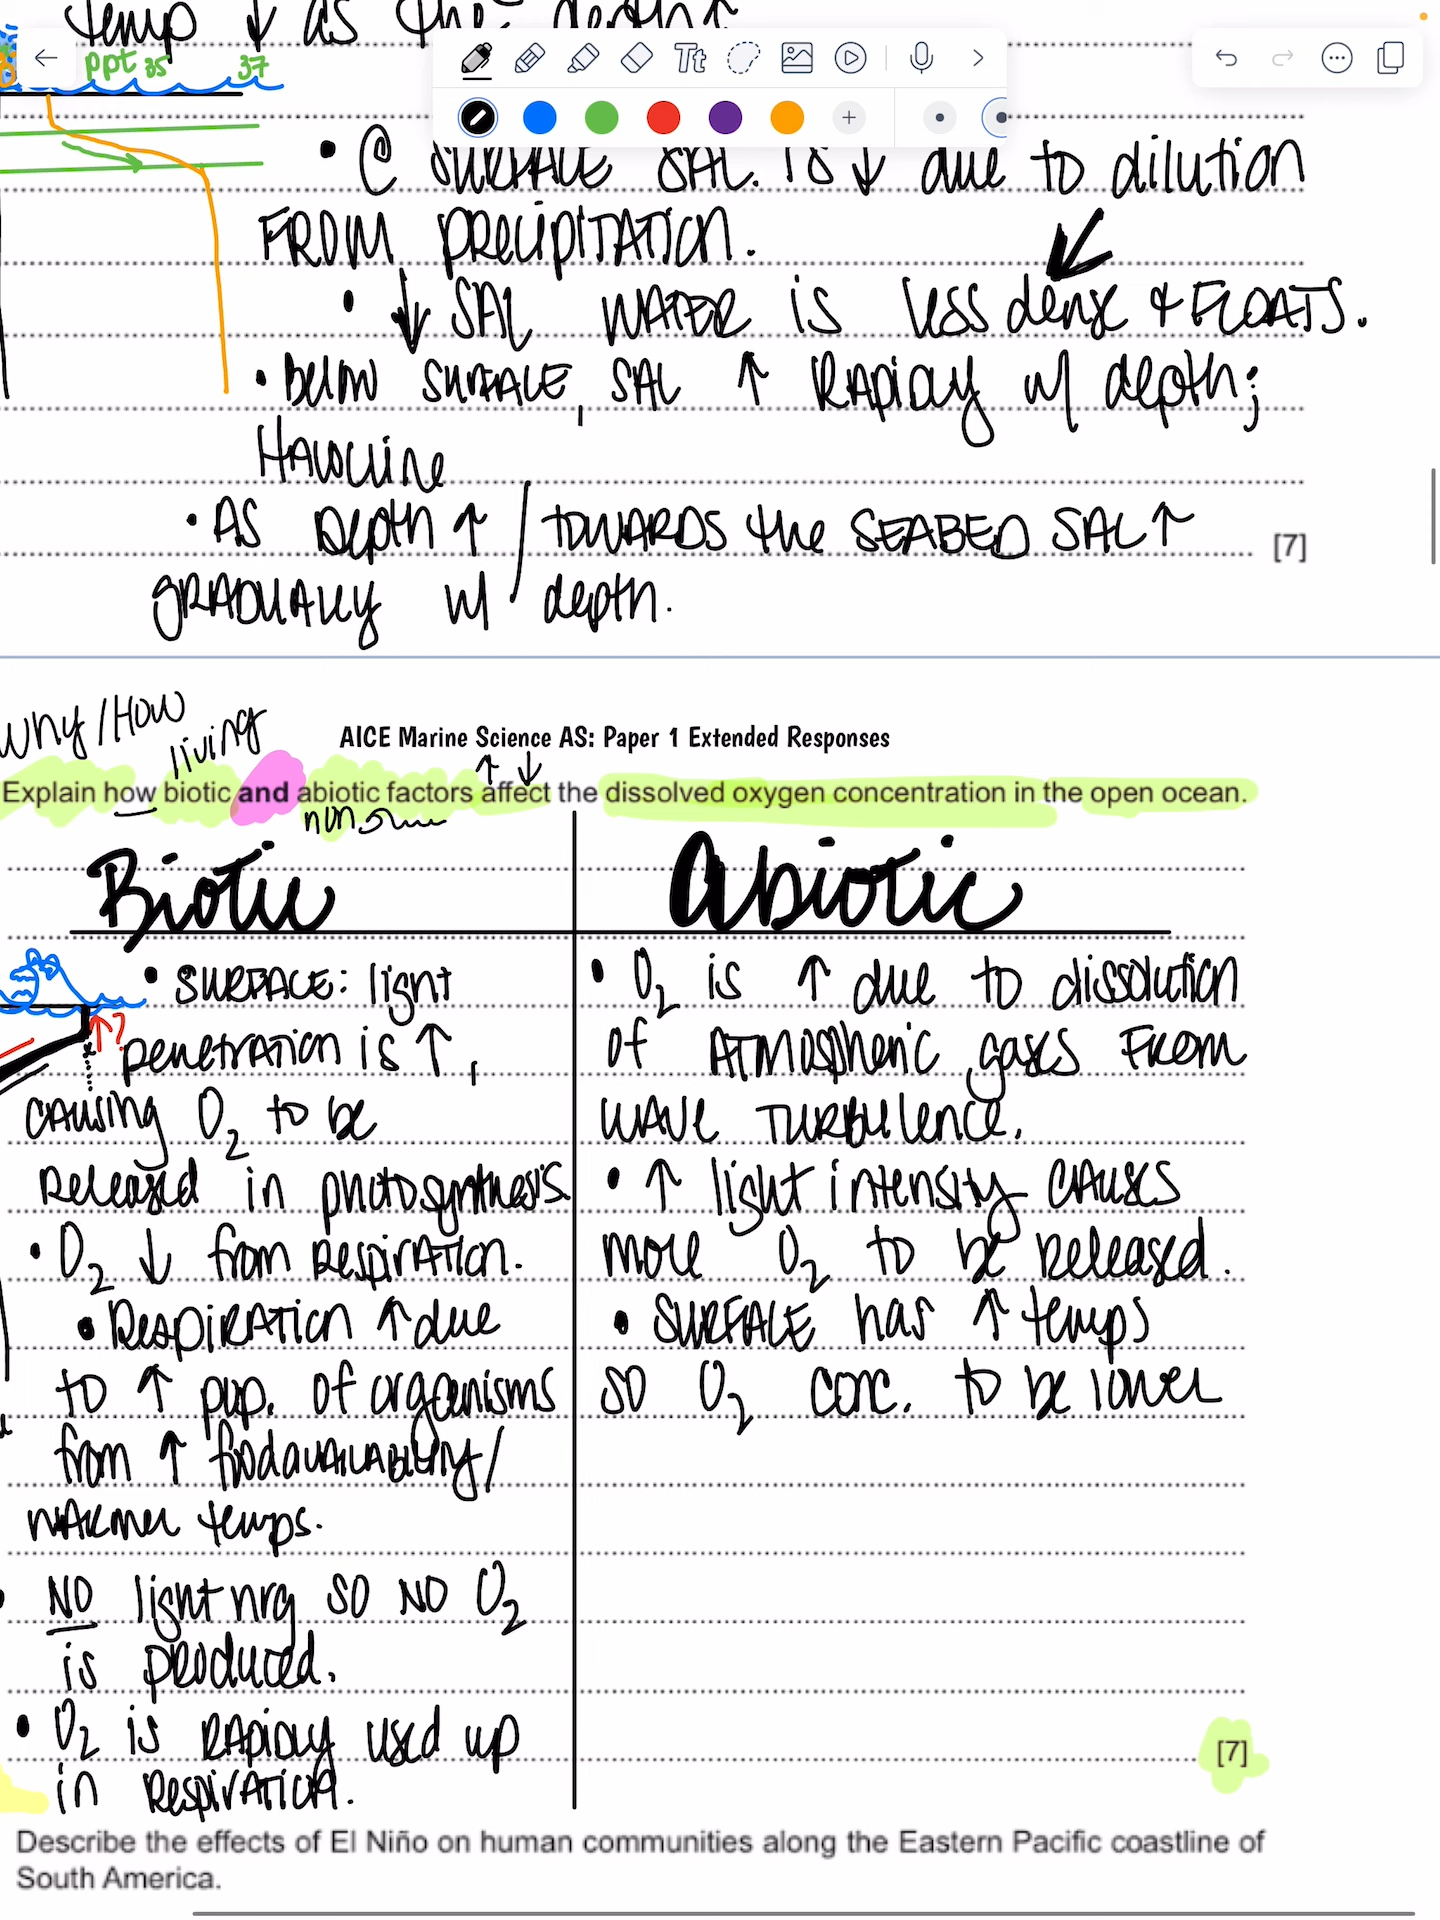 temp ↓ as the depth ↑
ppt 35 37
Tt
• @ SURFACE SAL. IS ↓ due to dilution
FROM PRECIPITATION.
• ↓ SAL WATER is less dense & FLOATS.
• below SURFACE, SAL ↑ RAPIDLY w/ depth;
HALOCLINE
• AS Depth ↑ / TOWARDS the SEABED SAL ↑
[7]
GRADUALLY w/ depth.
Why / How
living
AICE Marine Science AS: Paper 1 Extended Responses
↑ ↓
Explain how biotic and abiotic factors affect the dissolved oxygen concentration in the open ocean.
non
Biotic
Abiotic
• SURFACE: light
penetration is ↑,
causing O2 to be
Released in photosynthesis.
• O2 ↓ from Respiration.
• Respiration ↑ due
to ↑ pop. of organisms
from ↑ food availability/
warmer temps.
• NO light nrg SO NO O2
is produced.
• O2 is RAPIDLY used up
in Respiration.
↑?
• O2 is ↑ due to dissolution
of ATMOSpheric gases FROM
WAVE TURBulence.
• ↑ light intensity CAUSES
more O2 to be released.
• SURFACE has ↑ temps
SO O2 conc. to be lower
[7]
Describe the effects of El Niño on human communities along the Eastern Pacific coastline of
South America.